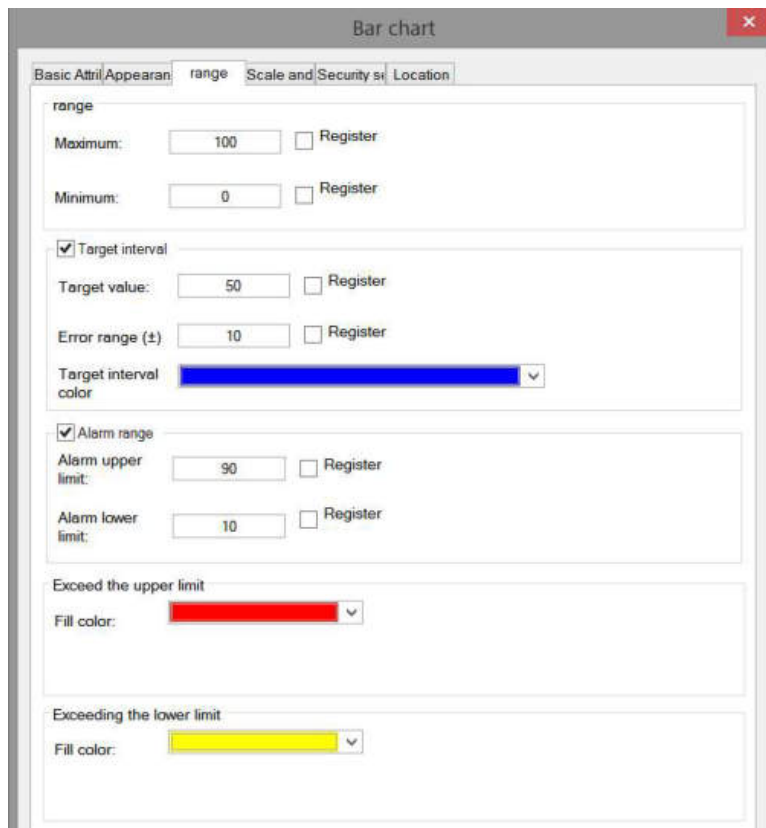 Bar chart
Basic Attril Appearan range Scale and Security se Location
range
Maximum: 100 Register
Minimum: 0 Register
Target interval
Target value: 50 Register
Error range (±) 10 Register
Target interval
color
Alarm range
Alarm upper
limit: 90 Register
Alarm lower
limit: 10 Register
Exceed the upper limit
Fill color:
Exceeding the lower limit
Fill color: